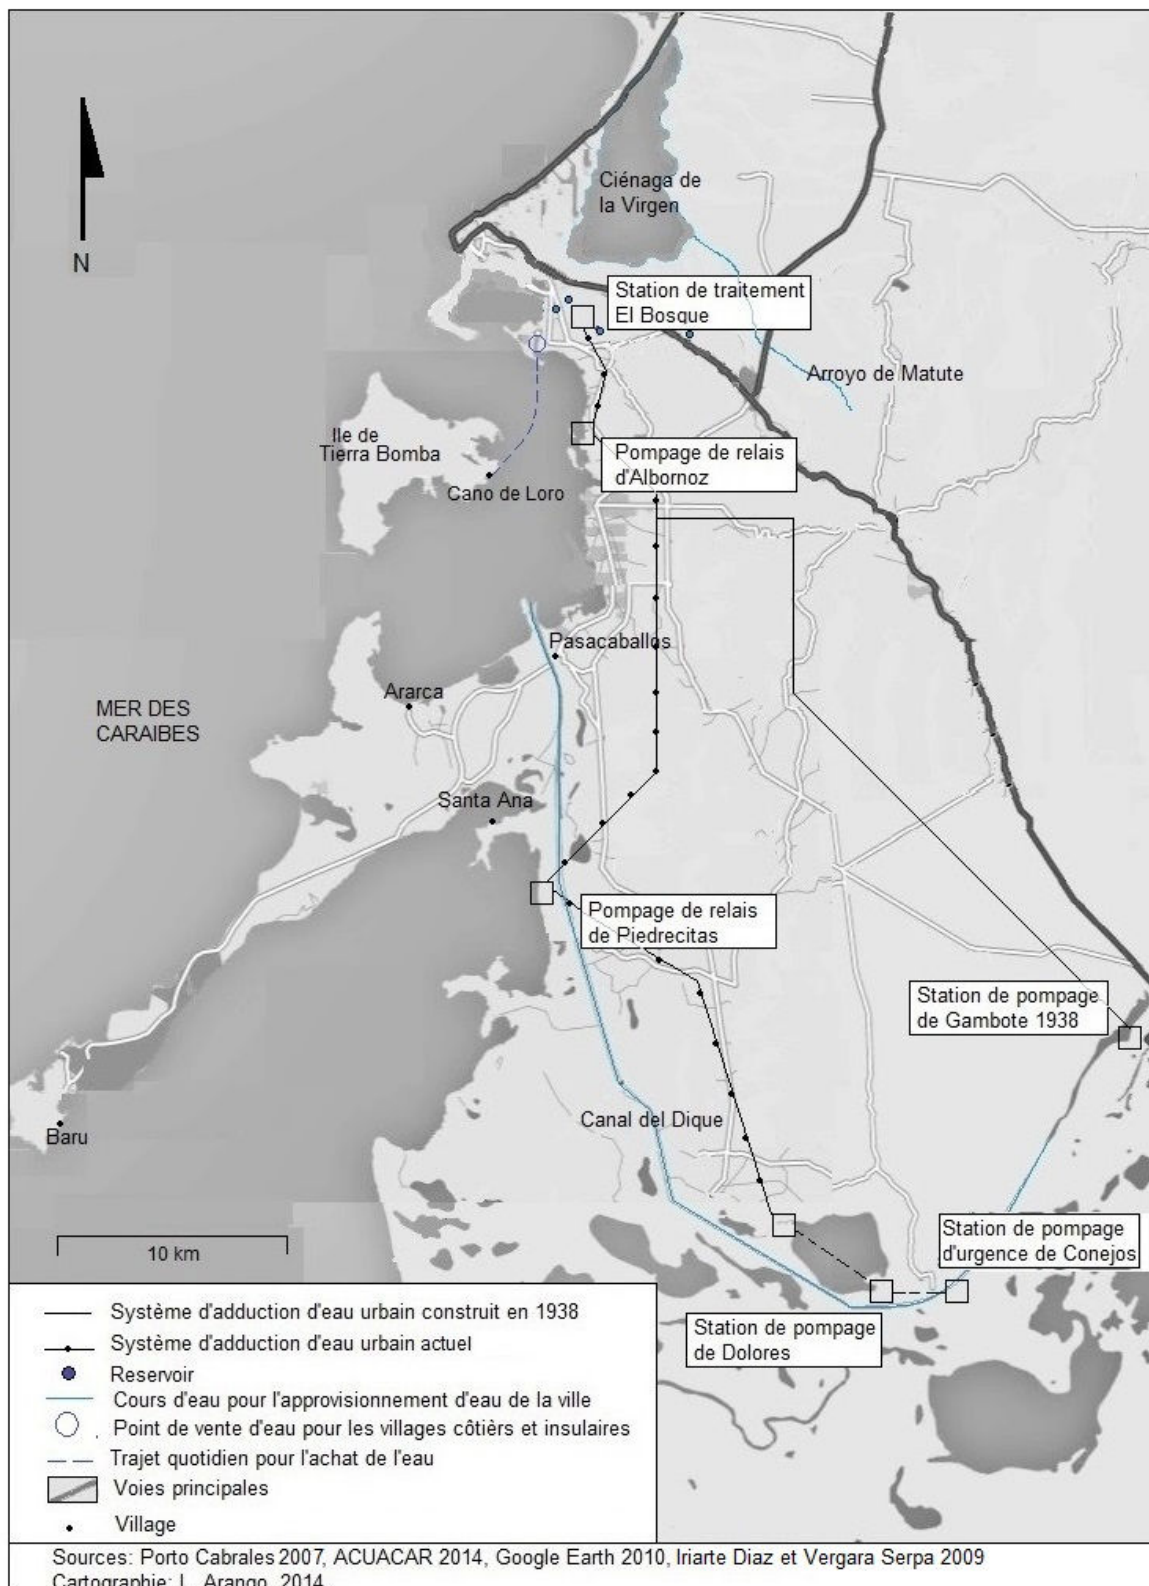 Ciénaga de
la Virgen
N
Station de traitement
El Bosque
Arroyo de Matute
Ile de
Tierra Bomba
Pompage de relais
d'Albornoz
Cano de Loro
Pasacaballos
Ararca
MER DES
CARAIBES
Santa Ana
Pompage de relais
de Piedrecitas
Station de pompage
de Gambote 1938
Canal del Dique
Baru
Station de pompage
d'urgence de Conejos
10 km
Station de pompage
de Dolores
Système d'adduction d'eau urbain construit en 1938
Système d'adduction d'eau urbain actuel
Reservoir
Cours d'eau pour l'approvisionnement d'eau de la ville
Point de vente d'eau pour les villages côtièrs et insulaires
Trajet quotidien pour l'achat de l'eau
Voies principales
Village
Sources: Porto Cabrales 2007, ACUACAR 2014, Google Earth 2010, Iriarte Diaz et Vergara Serpa 2009
Cartographie: L. Arango, 2014